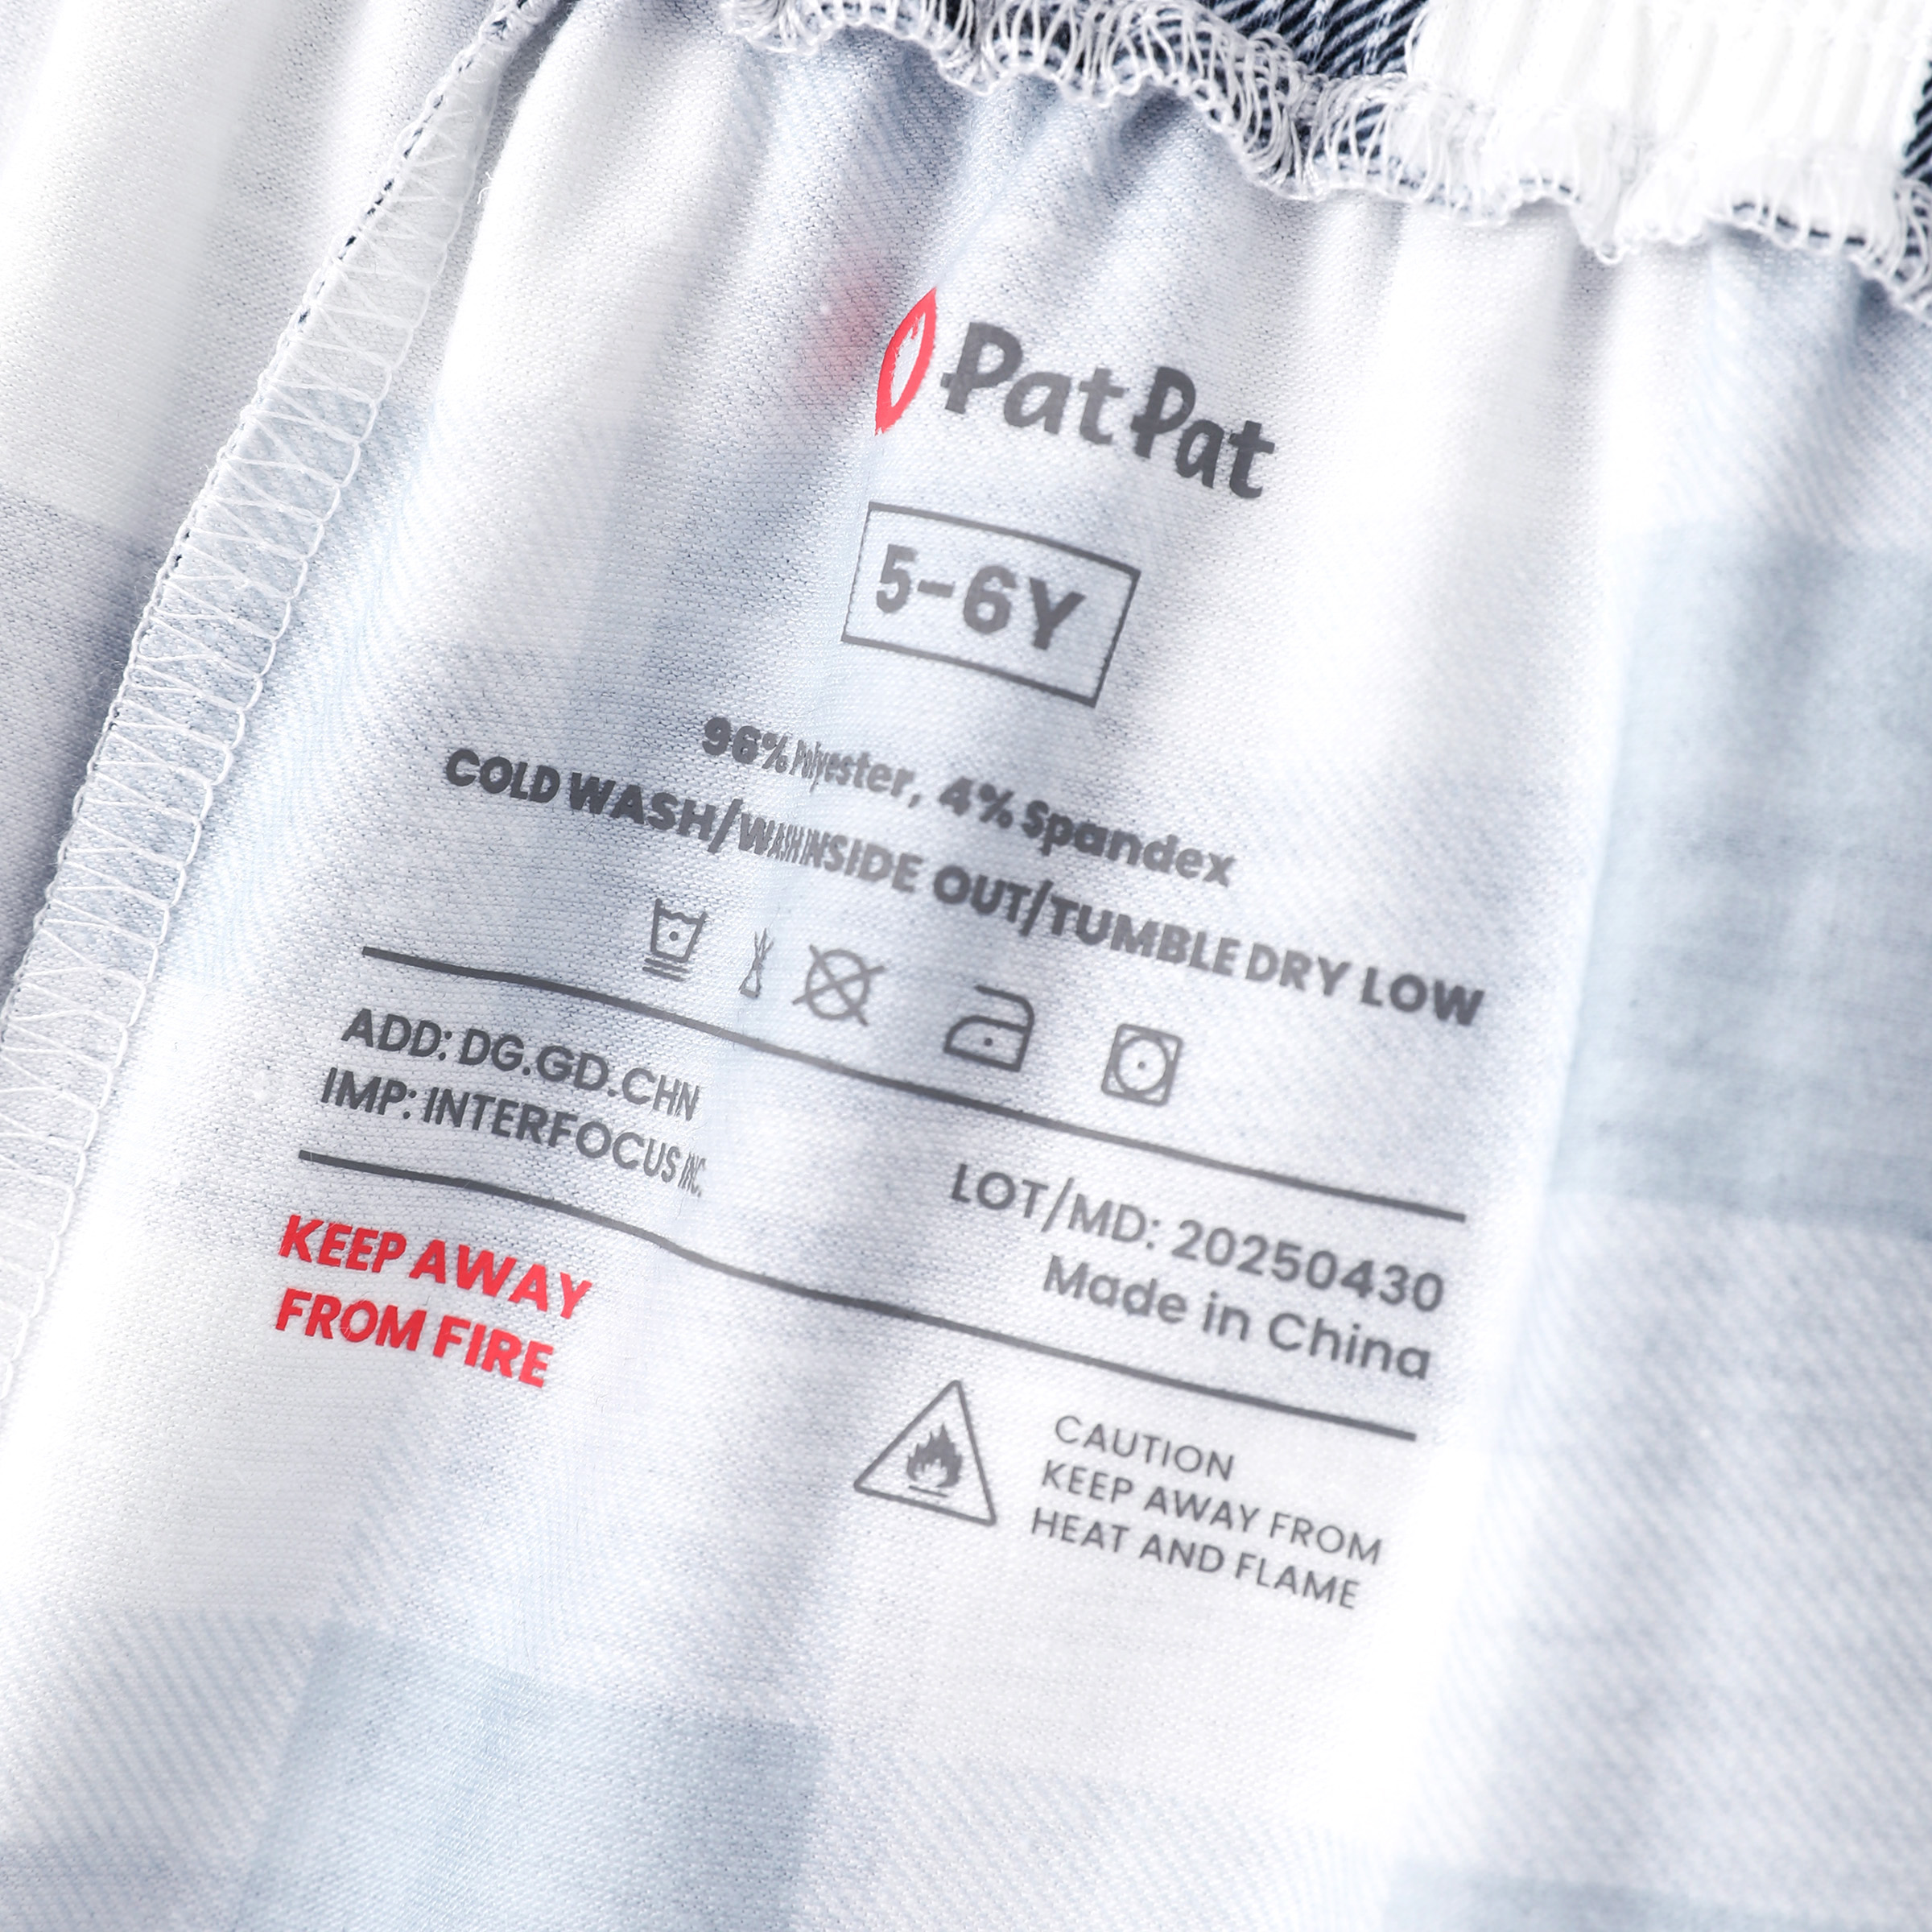 PatPat
5-6Y
96% Polyester, 4% Spandex
COLD WASH/WASH INSIDE OUT/TUMBLE DRY LOW
ADD: DG.GD.CHN
IMP: INTERFOCUS INC.
LOT/MD: 20250430
Made in China
KEEP AWAY
FROM FIRE
CAUTION
KEEP AWAY FROM
HEAT AND FLAME